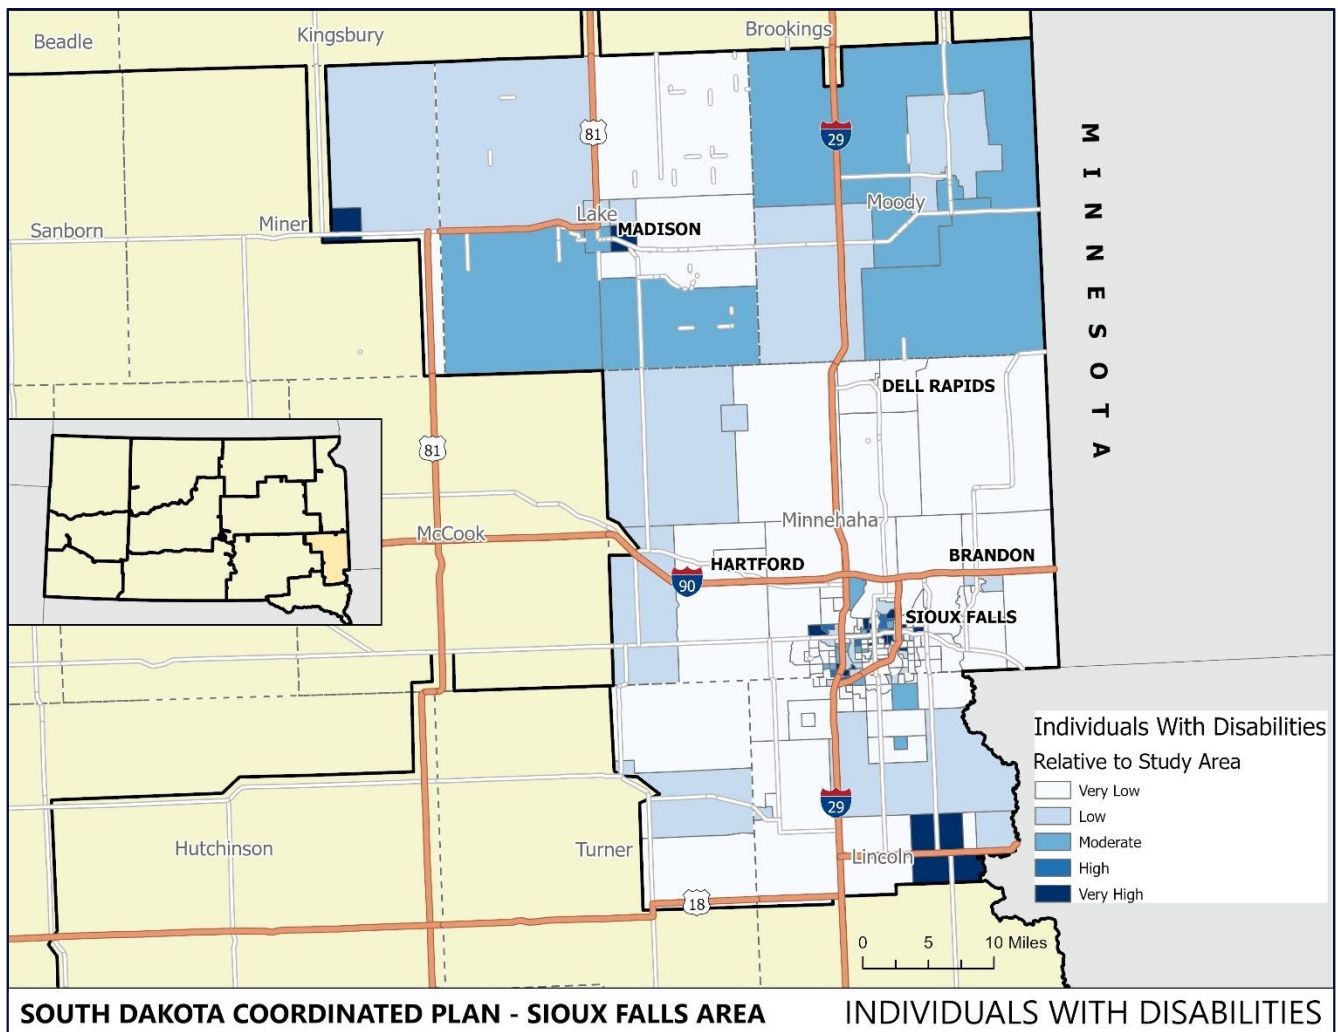 Beadle
Kingsbury
Brookings
81
29
MINNESOTA
Sanborn
Miner
Lake
Moody
MADISON
DELL RAPIDS
81
McCook
Minnehaha
HARTFORD
BRANDON
90
SIOUX FALLS
Individuals With Disabilities
Relative to Study Area
Very Low
Low
Moderate
High
Very High
29
Hutchinson
Turner
Lincoln
18
0 5 10 Miles
SOUTH DAKOTA COORDINATED PLAN - SIOUX FALLS AREA
INDIVIDUALS WITH DISABILITIES